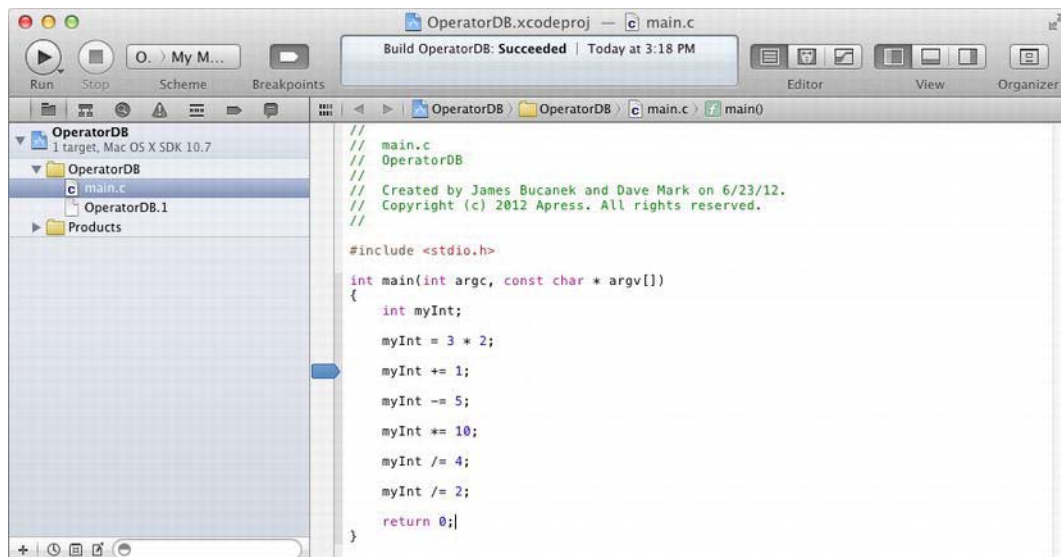 OperatorDB.xcodeproj — c main.c
Build OperatorDB: Succeeded | Today at 3:18 PM
O. My M...
Run Stop Scheme Breakpoints Editor View Organizer
OperatorDB OperatorDB c main.c f main()
OperatorDB
1 target, Mac OS X SDK 10.7
OperatorDB
c main.c
OperatorDB.1
Products
//
// main.c
// OperatorDB
//
// Created by James Bucanek and Dave Mark on 6/23/12.
// Copyright (c) 2012 Apress. All rights reserved.
//
#include <stdio.h>
int main(int argc, const char * argv[])
{
int myInt;
myInt = 3 * 2;
myInt += 1;
myInt -= 5;
myInt *= 10;
myInt /= 4;
myInt /= 2;
return 0;
}